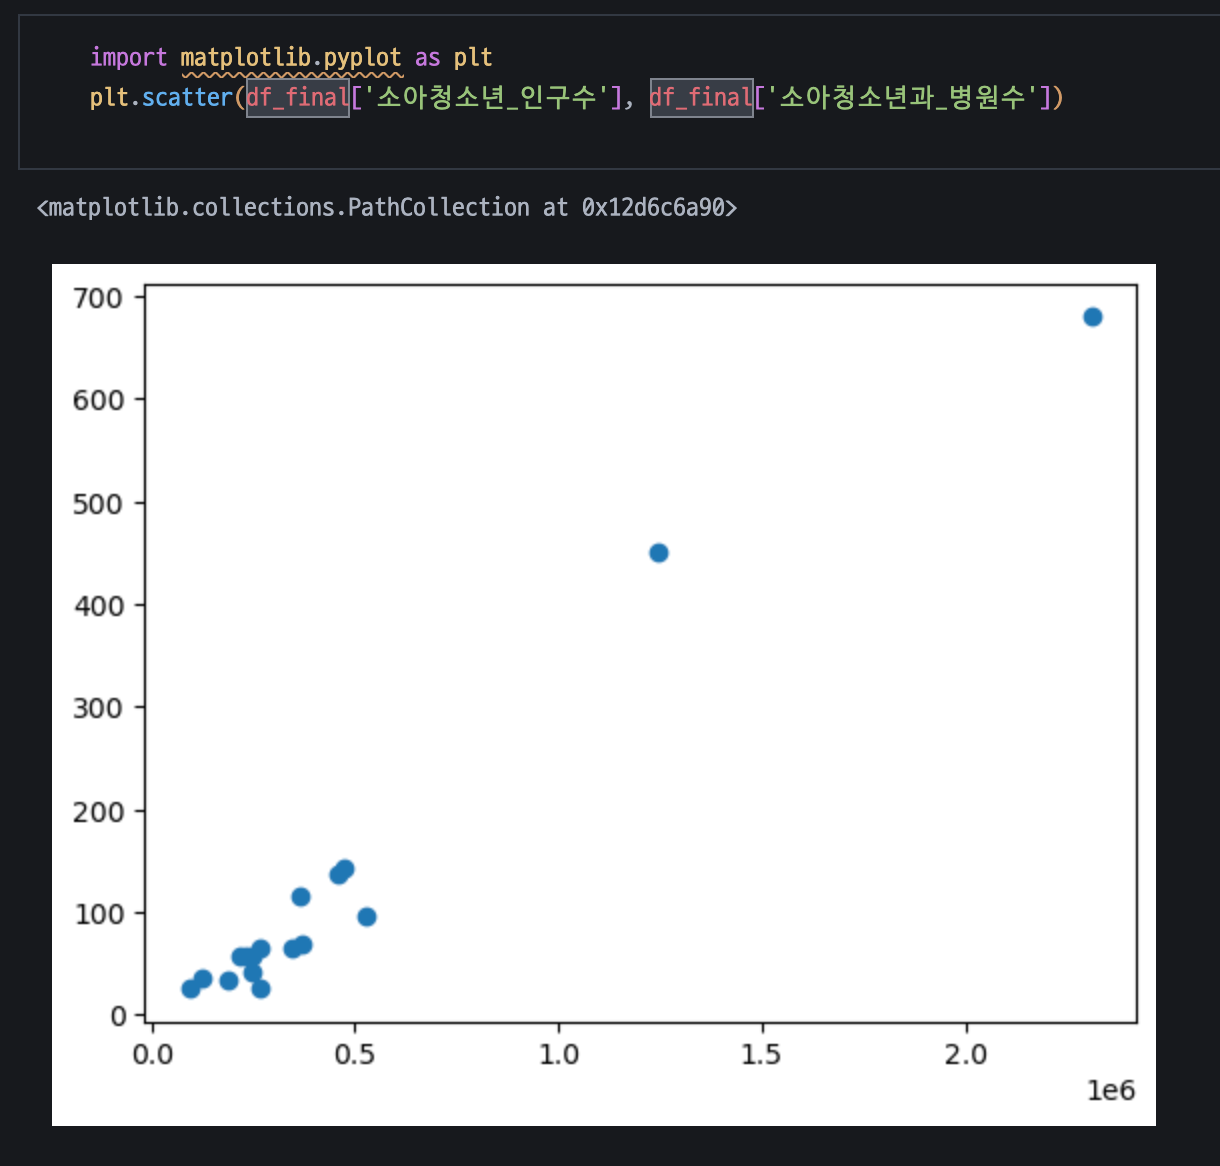 import matplotlib.pyplot as plt
plt.scatter(df_final['소아청소년_인구수'], df_final['소아청소년과_병원수'])
<matplotlib.collections.PathCollection at 0x12d6c6a90>
700
600
500
400
300
200
100
0
0.0 0.5 1.0 1.5 2.0
1e6